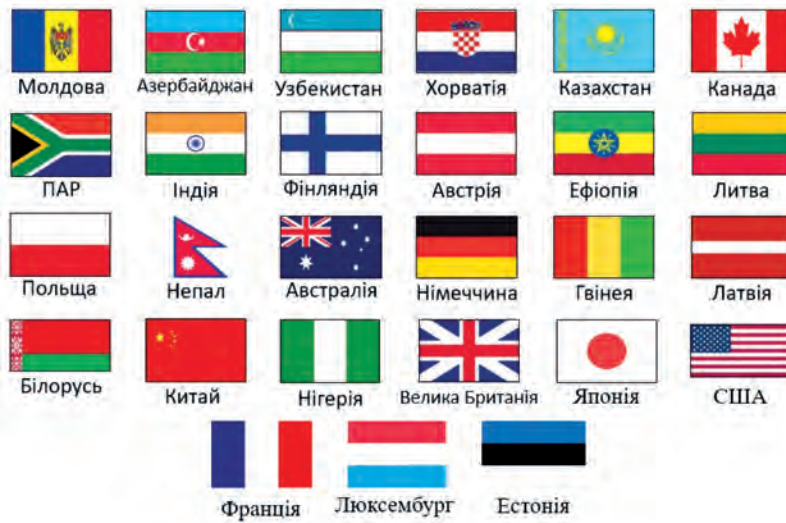 Молдова Азербайджан Узбекистан Хорватія Казахстан Канада
ПАР Індія Фінляндія Австрія Ефіопія Литва
Польща Непал Австралія Німеччина Гвінея Латвія
Білорусь Китай Нігерія Велика Британія Японія США
Франція Люксембург Естонія